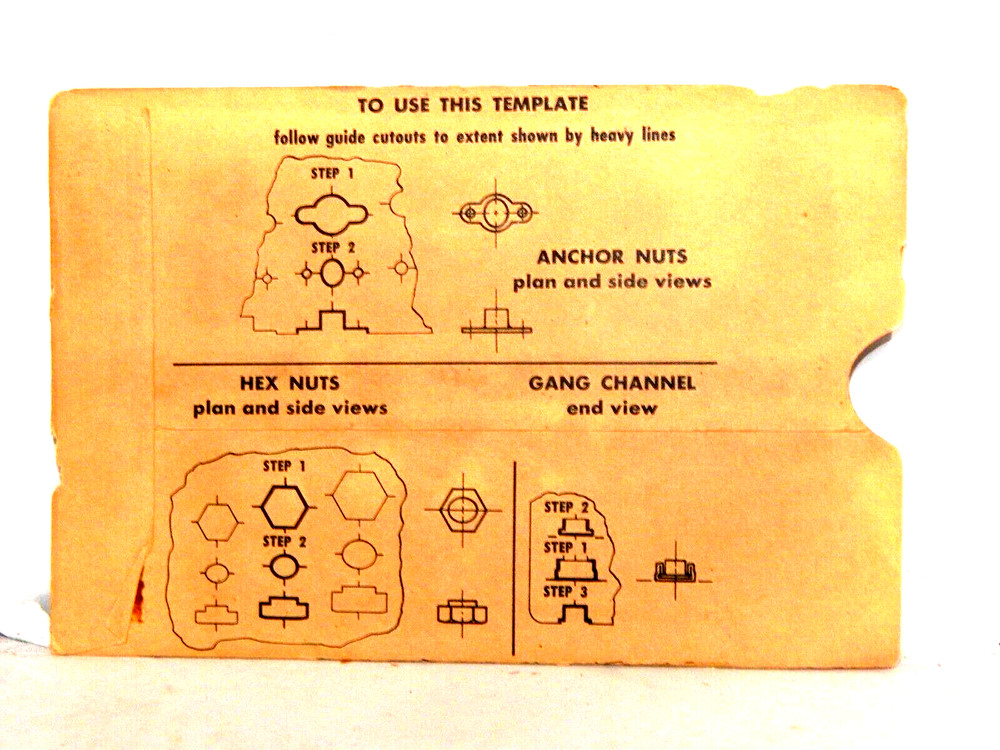 TO USE THIS TEMPLATE
follow guide cutouts to extent shown by heavy lines
STEP 1
STEP 2
ANCHOR NUTS
plan and side views
HEX NUTS
plan and side views
STEP 1
STEP 2
GANG CHANNEL
end view
STEP 2
STEP 1
STEP 3